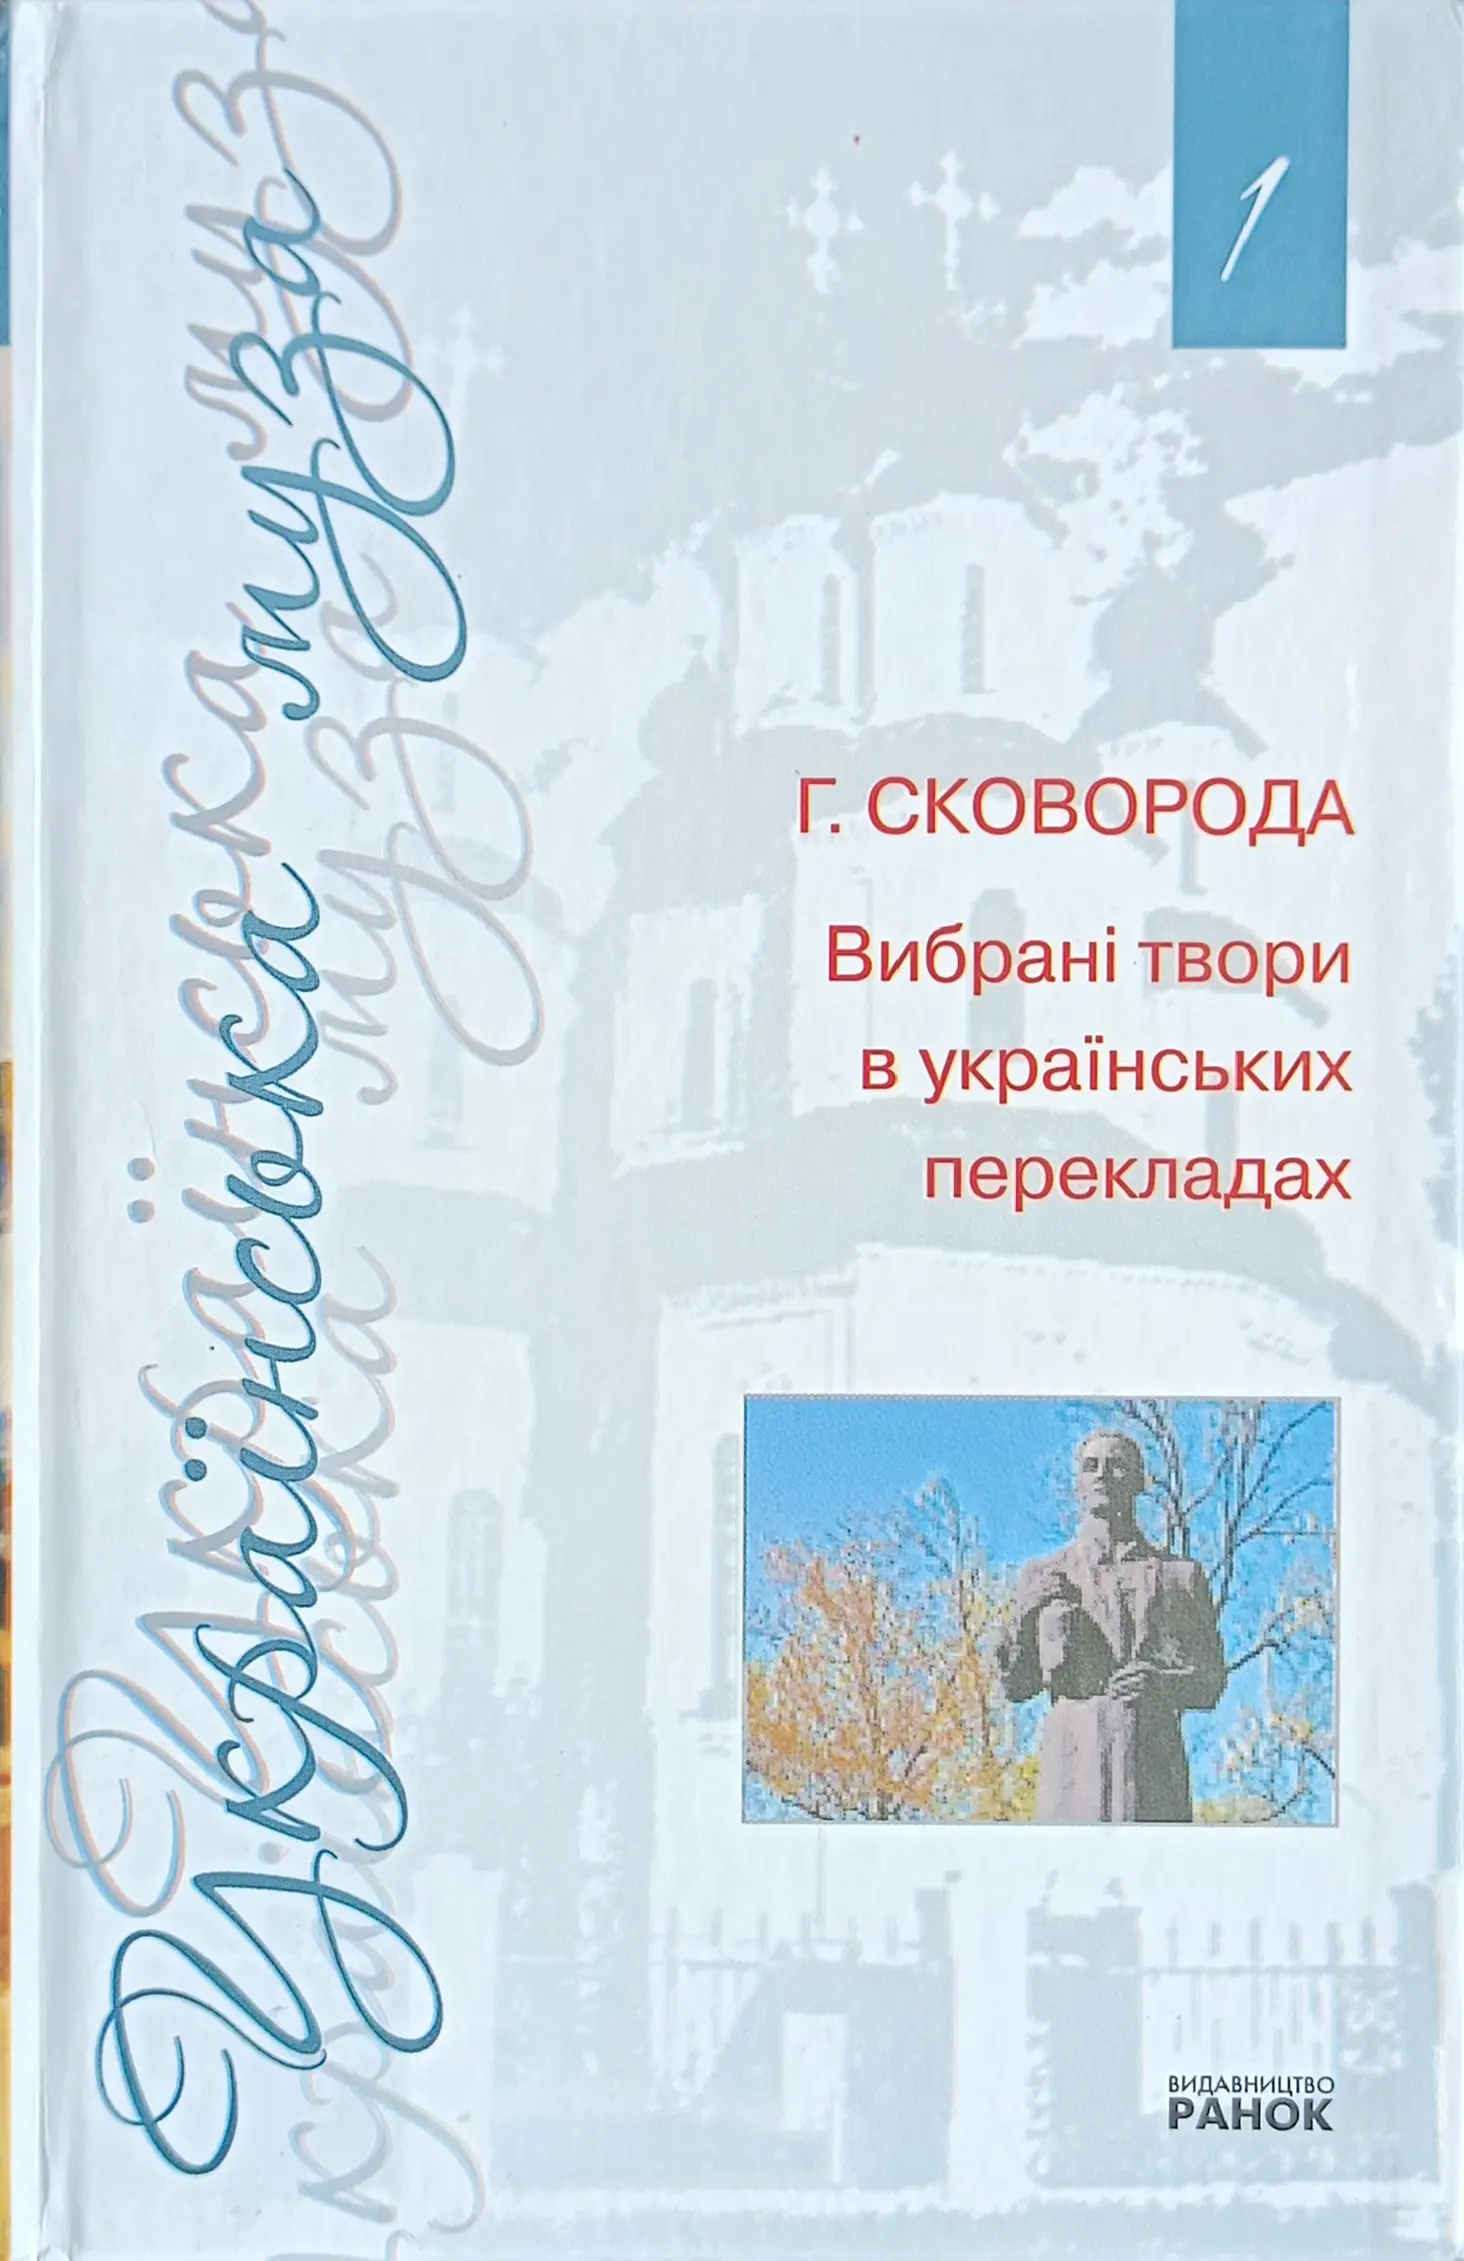 1
Українська муза
Г. СКОВОРОДА
Вибрані твори
в українських
перекладах
ВИДАВНИЦТВО
РАНОК